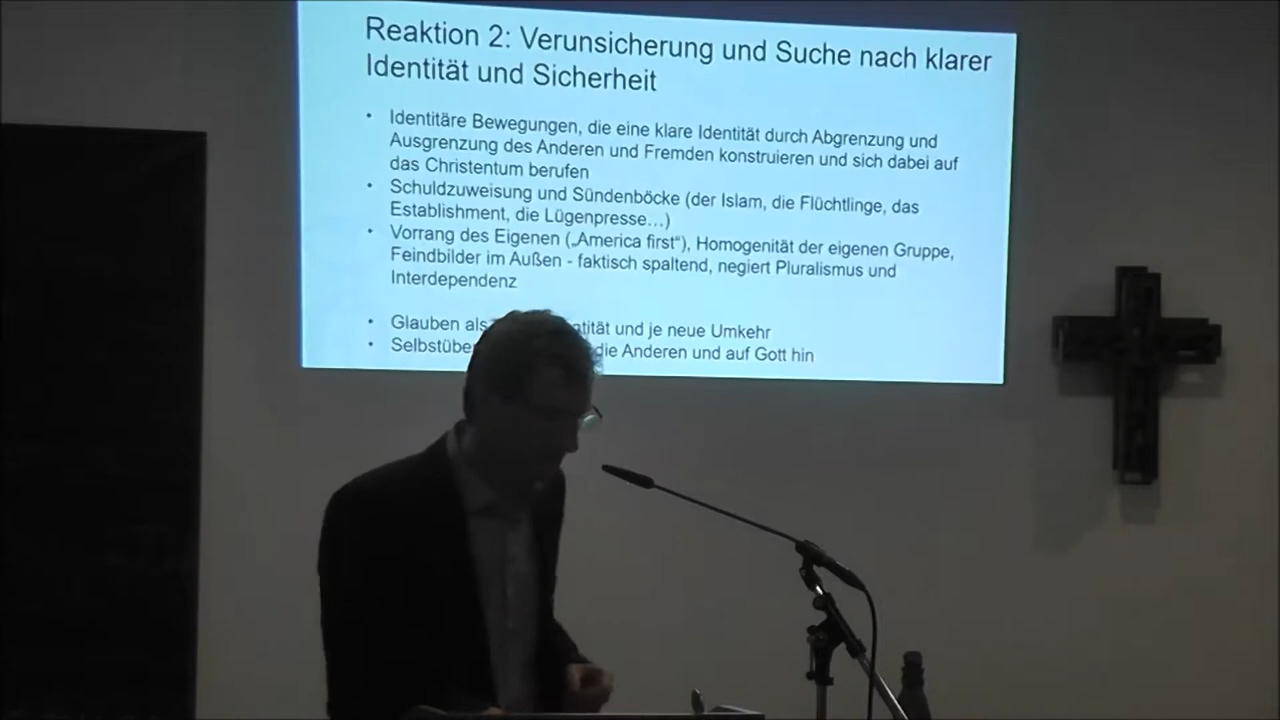 Reaktion 2: Verunsicherung und Suche nach klarer
Identität und Sicherheit
• Identitäre Bewegungen, die eine klare Identität durch Abgrenzung und
Ausgrenzung des Anderen und Fremden konstruieren und sich dabei auf
das Christentum berufen
• Schuldzuweisung und Sündenböcke (der Islam, die Flüchtlinge, das
Establishment, die Lügenpresse…)
• Vorrang des Eigenen („America first“), Homogenität der eigenen Gruppe,
Feindbilder im Außen - faktisch spaltend, negiert Pluralismus und
Interdependenz
• Glauben als und je neue Umkehr
• die Anderen und auf Gott hin